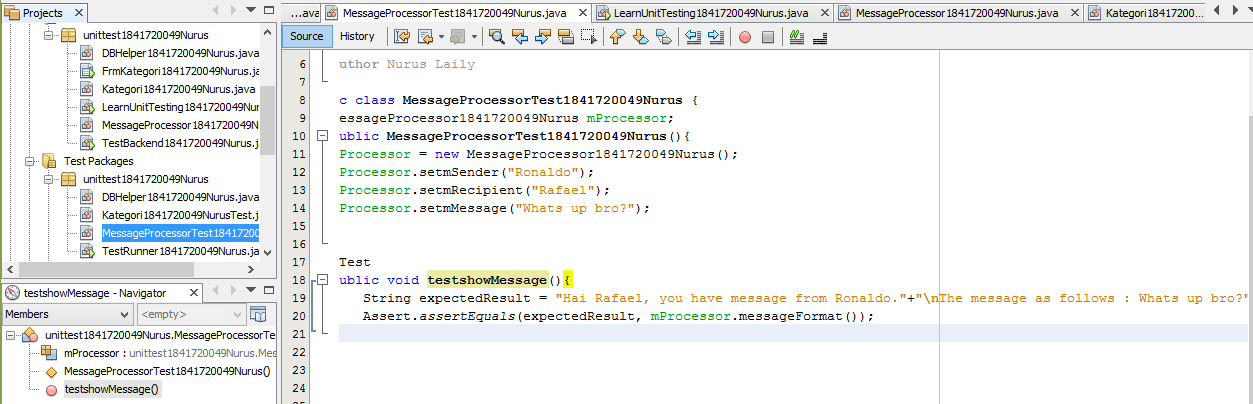 Projects
unittest1841720049Nurus
DBHelper1841720049Nurus.java
FrmKategori1841720049Nurus.ja
Kategori1841720049Nurus.java
LearnUnitTesting1841720049Nur
MessageProcessor1841720049Nu
TestBackend1841720049Nurus.ja
Test Packages
unittest1841720049Nurus
DBHelper1841720049Nurus.java
Kategori1841720049NurusTest.j
MessageProcessorTest18417200
TestRunner1841720049Nurus.ja
testshowMessage - Navigator
Members
<empty>
unittest1841720049Nurus.MessageProcessorTe
mProcessor : unittest1841720049Nurus.Mes
MessageProcessorTest1841720049Nurus()
testshowMessage()
...ava
MessageProcessorTest1841720049Nurus.java
LearnUnitTesting1841720049Nurus.java
MessageProcessor1841720049Nurus.java
Kategori18417200...
Source
History
6 uthor Nurus Laily
7
8 c class MessageProcessorTest1841720049Nurus {
9 essageProcessor1841720049Nurus mProcessor;
10 ublic MessageProcessorTest1841720049Nurus(){
11 Processor = new MessageProcessor1841720049Nurus();
12 Processor.setmSender("Ronaldo");
13 Processor.setmRecipient("Rafael");
14 Processor.setmMessage("Whats up bro?");
15
16
17 Test
18 ublic void testshowMessage(){
19 String expectedResult = "Hai Rafael, you have message from Ronaldo."+"\nThe message as follows : Whats up bro?"
20 Assert.assertEquals(expectedResult, mProcessor.messageFormat());
21
22
23
24
25